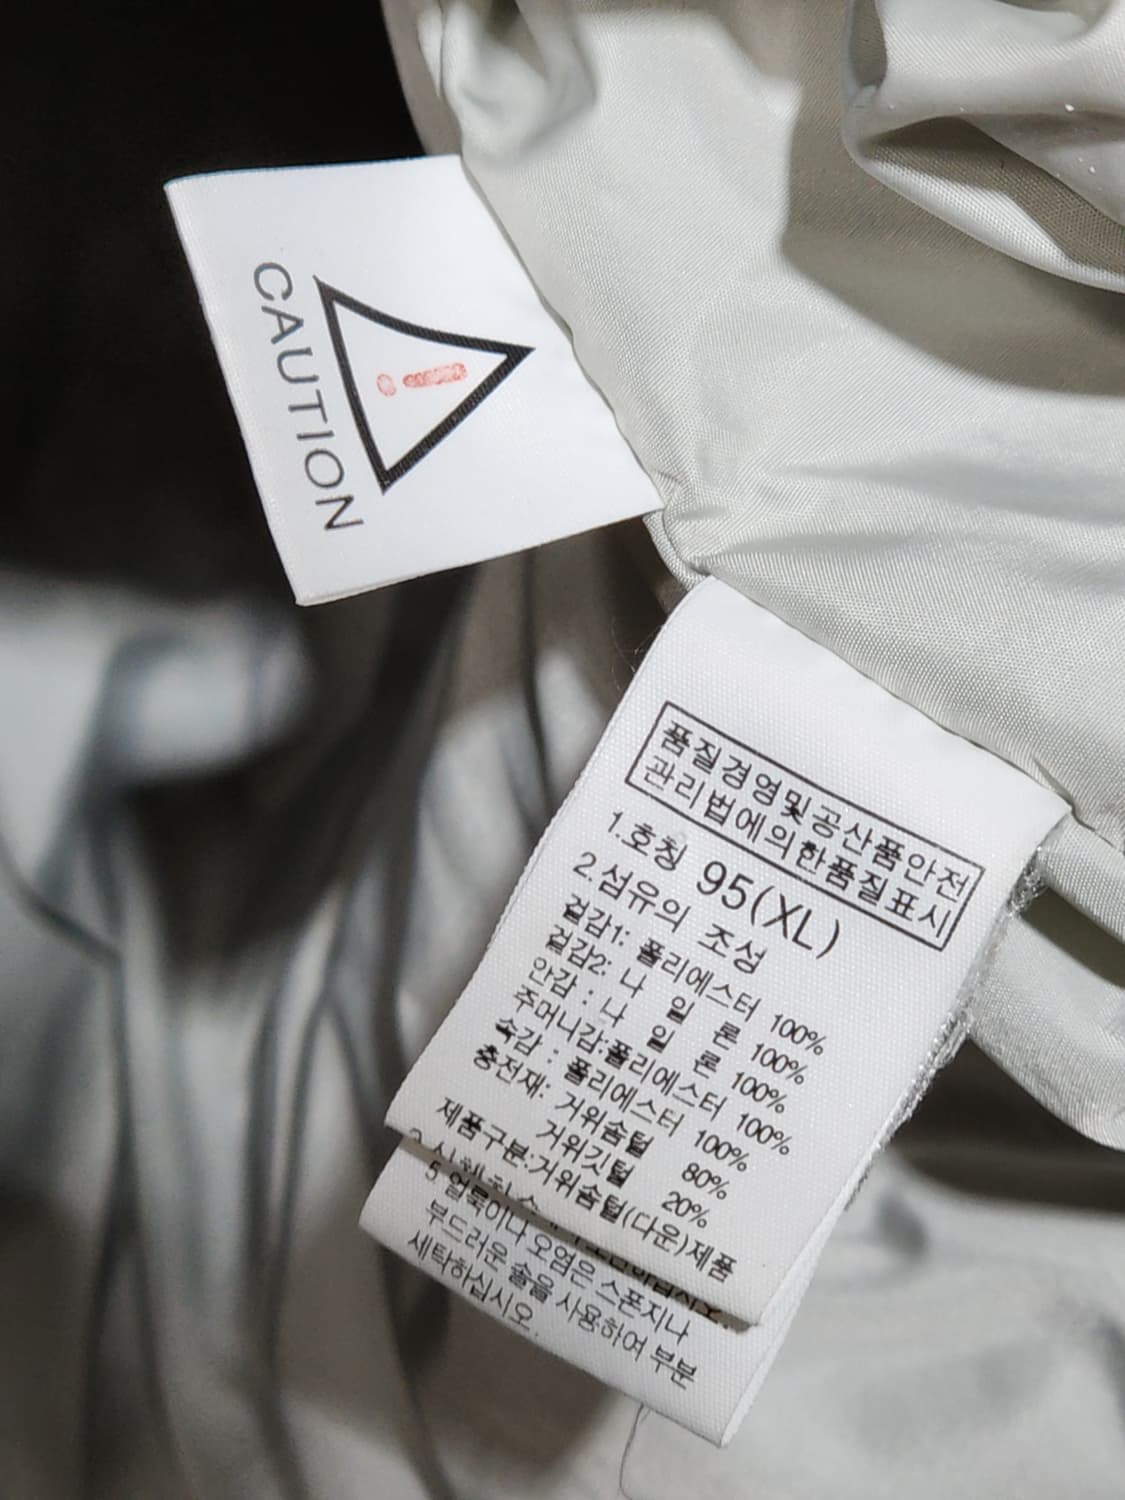 CAUTION
품질경영및공산품안전
관리법에의한품질표시
1.호칭 95(XL)
2.섬유의 조성
겉감1: 폴리에스터 100%
겉감2: 나 일 론 100%
안감 : 나 일 론 100%
주머니감:폴리에스터 100%
속감 : 폴리에스터 100%
충전재: 거위솜털 80%
거위깃털 20%
제품구분:거위솜털(다운)제품
5 얼룩이나 오염은 스폰지나
부드러운 솔을 사용하여 부분
세탁하십시오.